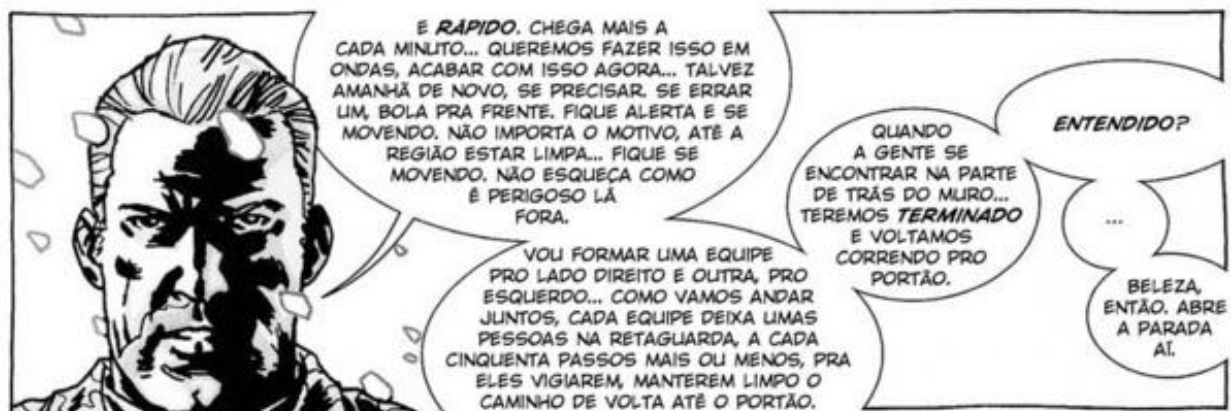 E RÁPIDO. CHEGA MAIS A
CADA MINUTO... QUEREMOS FAZER ISSO EM
ONDAS, ACABAR COM ISSO AGORA... TALVEZ
AMANHÃ DE NOVO, SE PRECISAR. SE ERRAR
UM, BOLA PRA FRENTE. FIQUE ALERTA E SE
MOVENDO. NÃO IMPORTA O MOTIVO, ATÉ A
REGIÃO ESTAR LIMPA... FIQUE SE
MOVENDO. NÃO ESQUEÇA COMO
É PERIGOSO LÁ
FORA.
VOU FORMAR UMA EQUIPE
PRO LADO DIREITO E OUTRA, PRO
ESQUERDO... COMO VAMOS ANDAR
JUNTOS, CADA EQUIPE DEIXA UMAS
PESSOAS NA RETAGUARDA, A CADA
CINQUENTA PASSOS MAIS OU MENOS, PRA
ELES VIGIAREM, MANTEREM LIMPO O
CAMINHO DE VOLTA ATÉ O PORTÃO.
QUANDO
A GENTE SE
ENCONTRAR NA PARTE
DE TRÁS DO MURO...
TEREMOS TERMINADO
E VOLTAMOS
CORRENDO PRO
PORTÃO.
ENTENDIDO?
...
BELEZA,
ENTÃO. ABRE
A PARADA
AÍ.